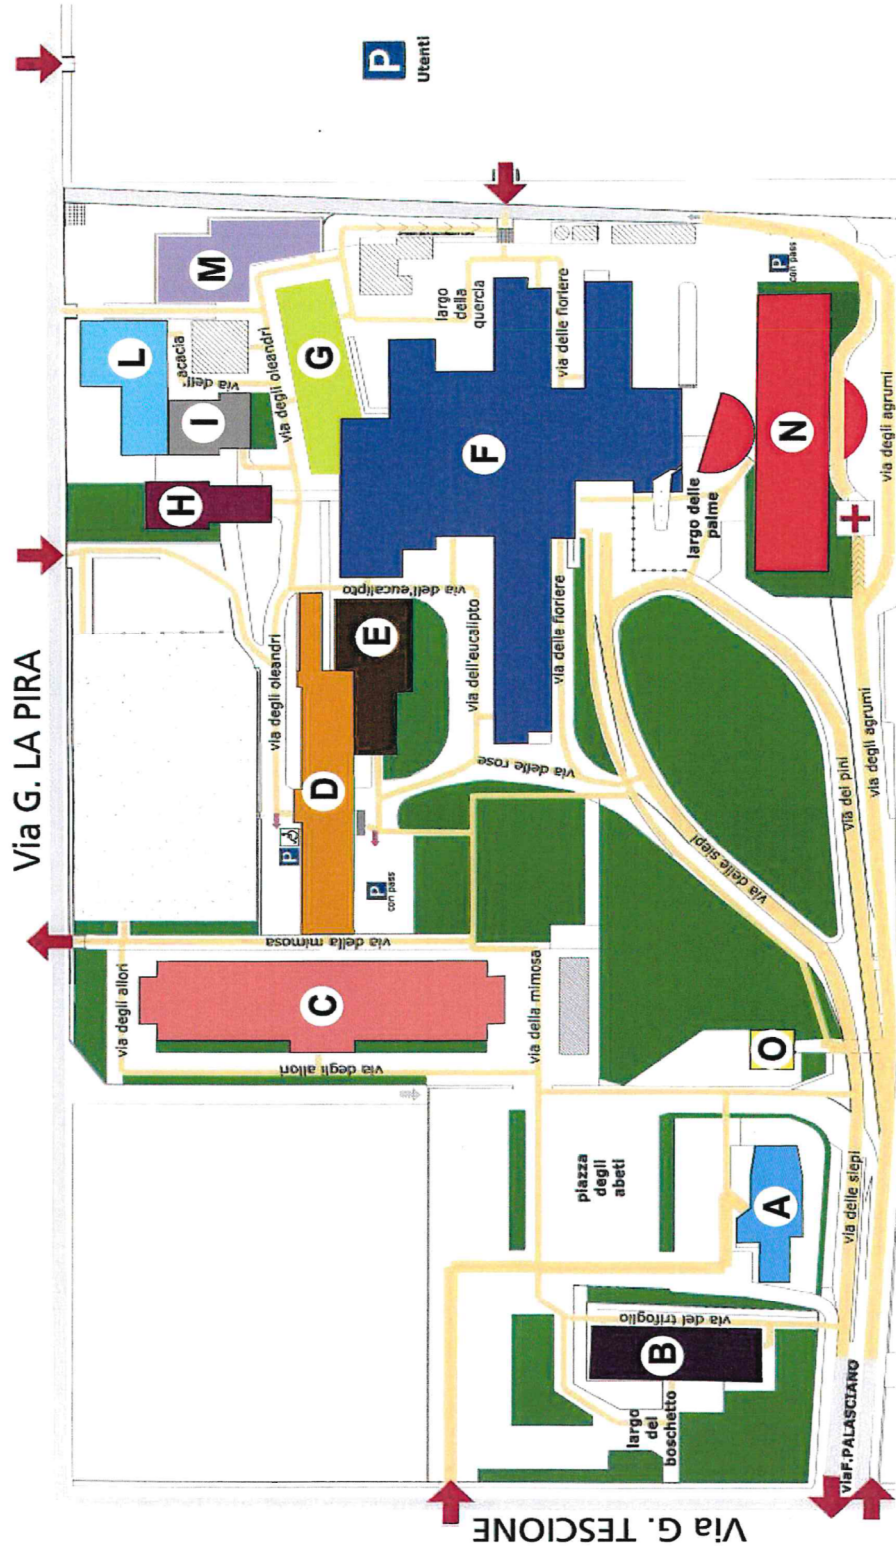 Via G. LA PIRA
Via G. TESCIONE
P
Utenti
M
L
via dell'
acacia
I
H
via degli oleandri
G
largo
della
quercia
via delle fioriere
F
P
con pass
N
largo delle
palme
via degli agrumi
via dell'eucalipto
E
via dell'eucalipto
via delle fioriere
via degli oleandri
D
via delle rose
P
P
con pass
via dei pini
via degli agrumi
via delle siepi
via della mimosa
via degli allori
C
via della mimosa
via degli allori
O
piazza
degli
abeti
A
via delle siepi
via del trifoglio
B
largo
del
boschetto
viaF.PALASCIANO